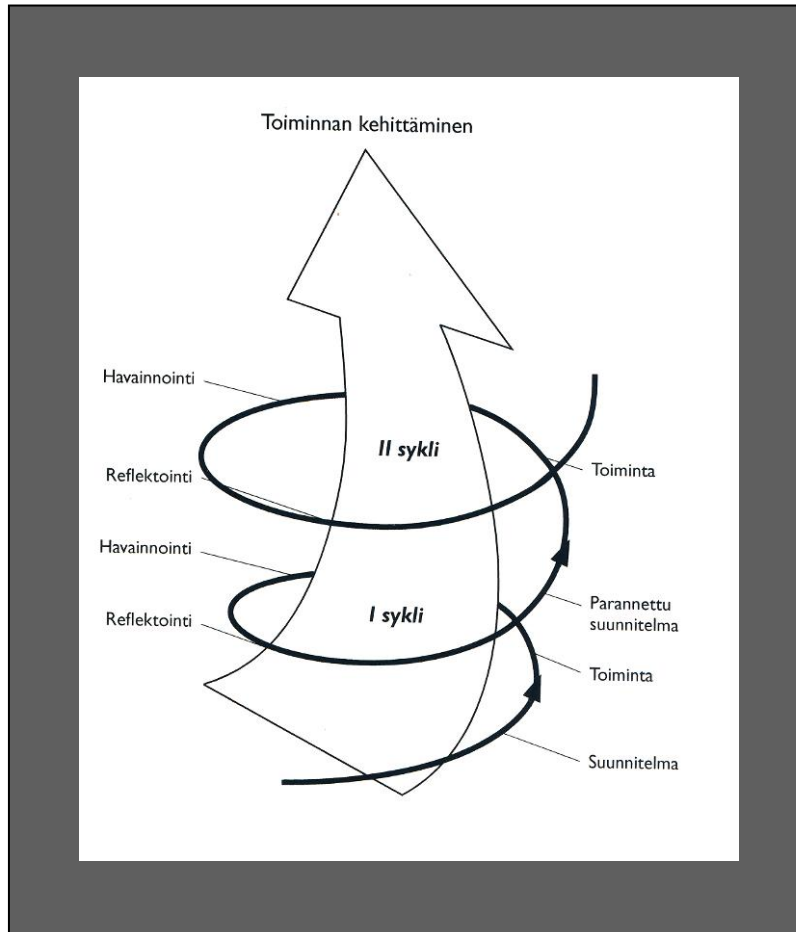 Toiminnan kehittäminen
Havainnointi
II sykli
Toiminta
Reflektointi
Havainnointi
Parannettu
suunnitelma
I sykli
Reflektointi
Toiminta
Suunnitelma